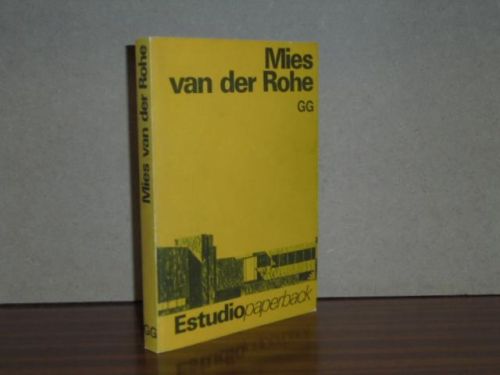 Mies
van der Rohe
GG
Estudiopaperback
Mies van der Rohe
GG